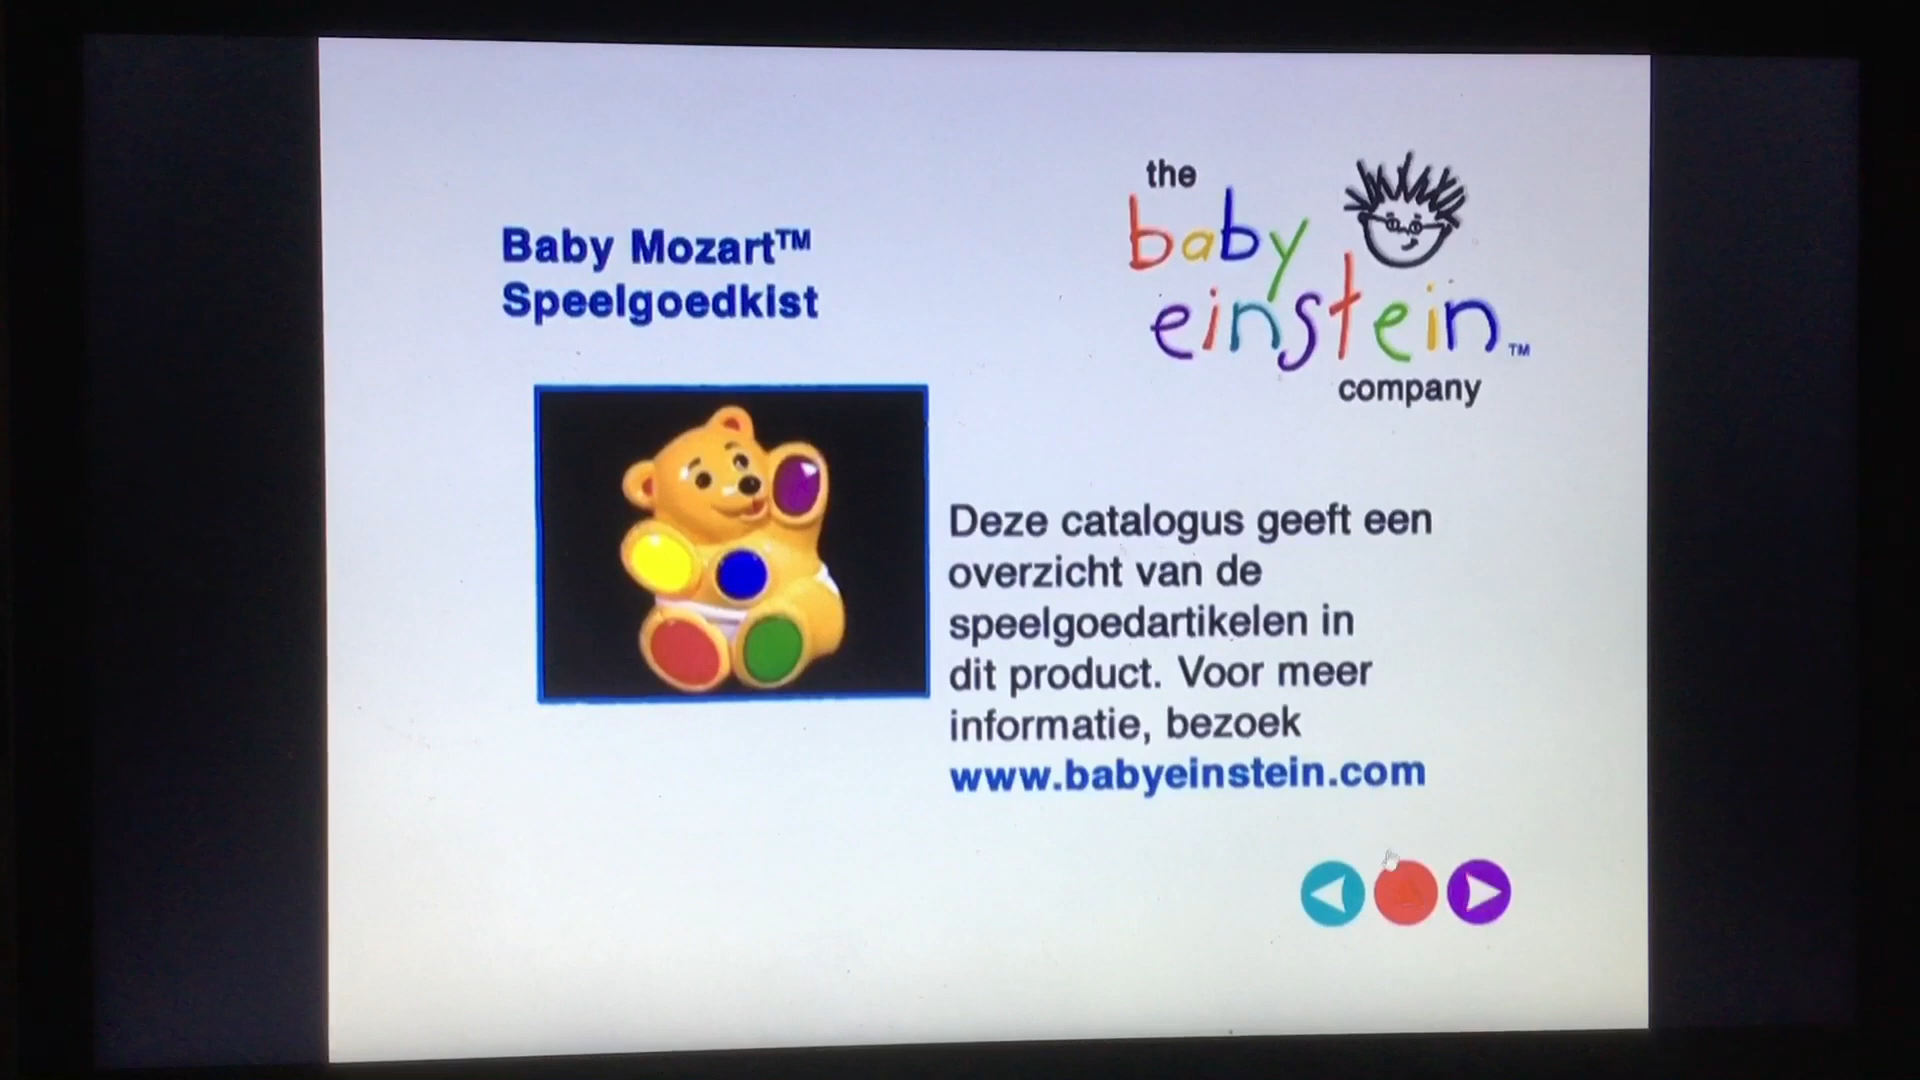 Baby Mozart™
Speelgoedkist
the
baby
einstein™
company
Deze catalogus geeft een
overzicht van de
speelgoedartikelen in
dit product. Voor meer
informatie, bezoek
www.babyeinstein.com